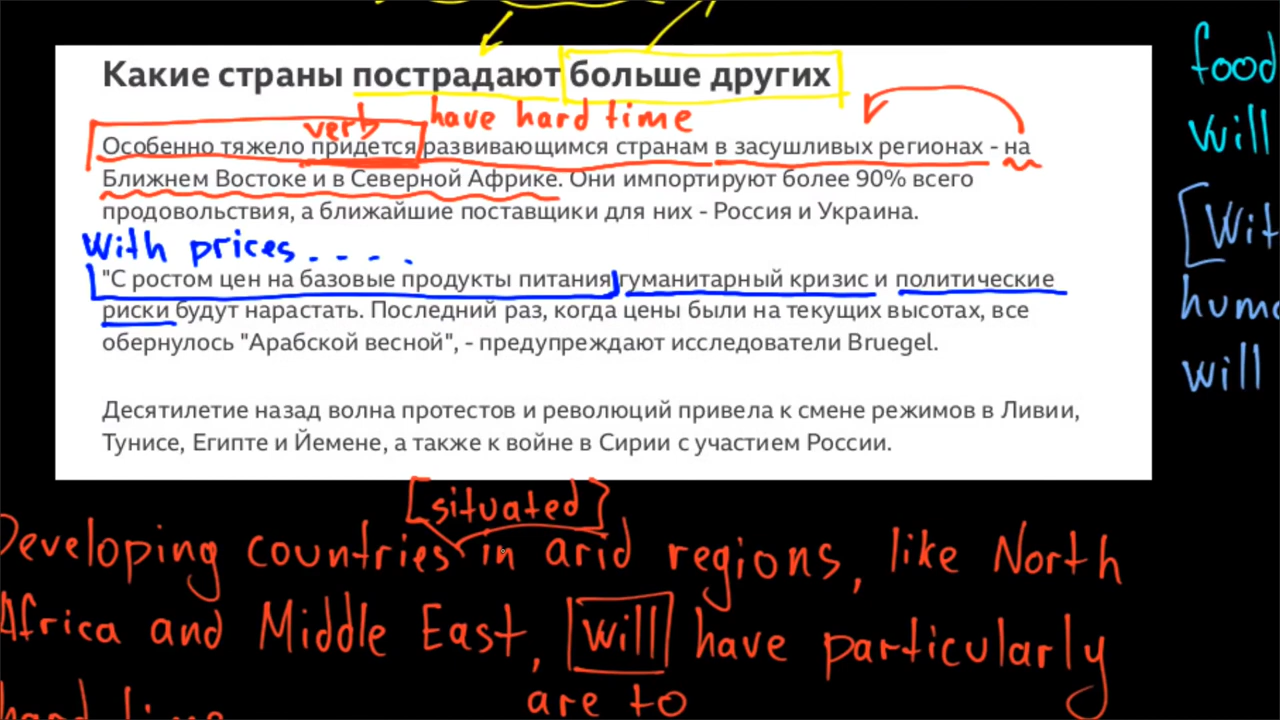 food
will
Какие страны пострадают больше других
verb have hard time
Особенно тяжело придется развивающимся странам в засушливых регионах - на
Ближнем Востоке и в Северной Африке. Они импортируют более 90% всего
продовольствия, а ближайшие поставщики для них - Россия и Украина.
With prices....
"С ростом цен на базовые продукты питания гуманитарный кризис и политические
риски будут нарастать. Последний раз, когда цены были на текущих высотах, все
обернулось "Арабской весной", - предупреждают исследователи Bruegel.
Десятилетие назад волна протестов и революций привела к смене режимов в Ливии,
Тунисе, Египте и Йемене, а также к войне в Сирии с участием России.
[Wit
huma
will
[situated]
Developing countries in arid regions, like North
Africa and Middle East, will have particularly
are to
hard time